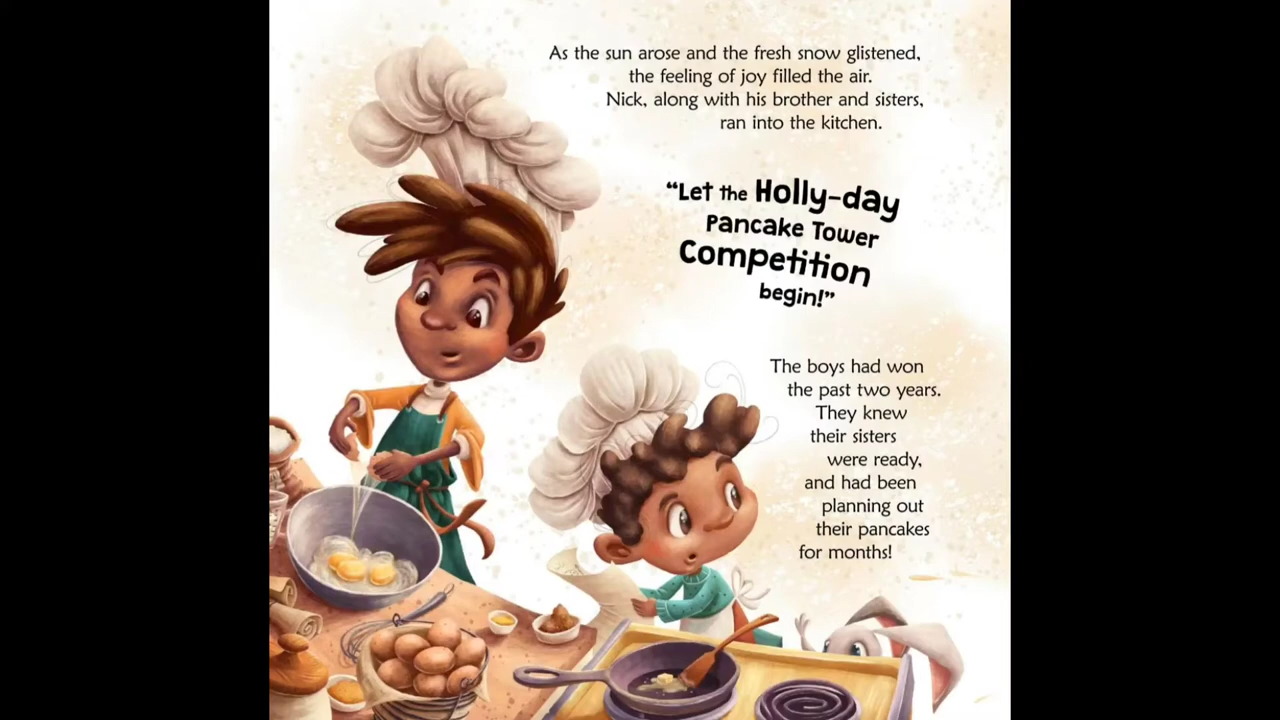 As the sun arose and the fresh snow glistened,
the feeling of joy filled the air.
Nick, along with his brother and sisters,
ran into the kitchen.
“Let the Holly-day
Pancake Tower
Competition
begin!”
The boys had won
the past two years.
They knew
their sisters
were ready,
and had been
planning out
their pancakes
for months!